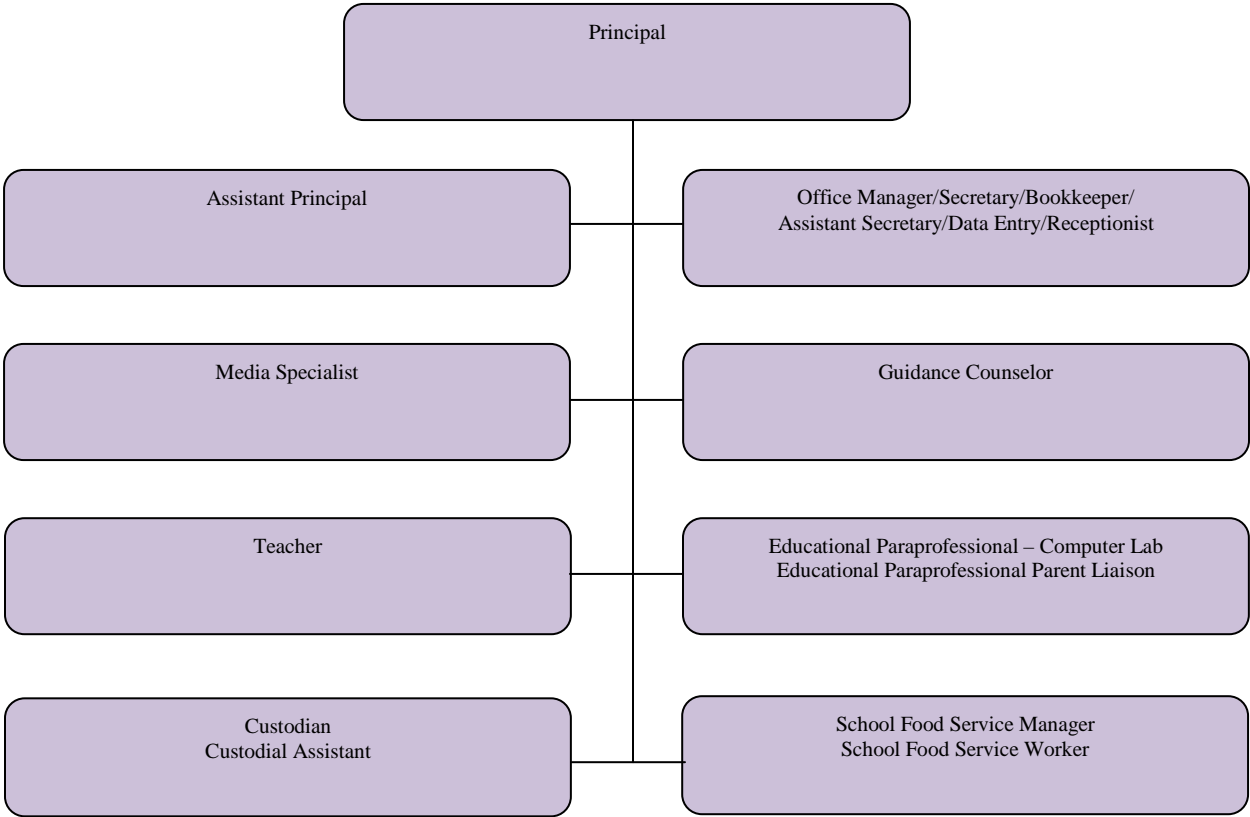 Principal
Assistant Principal
Office Manager/Secretary/Bookkeeper/
Assistant Secretary/Data Entry/Receptionist
Media Specialist
Guidance Counselor
Teacher
Educational Paraprofessional – Computer Lab
Educational Paraprofessional Parent Liaison
Custodian
Custodial Assistant
School Food Service Manager
School Food Service Worker